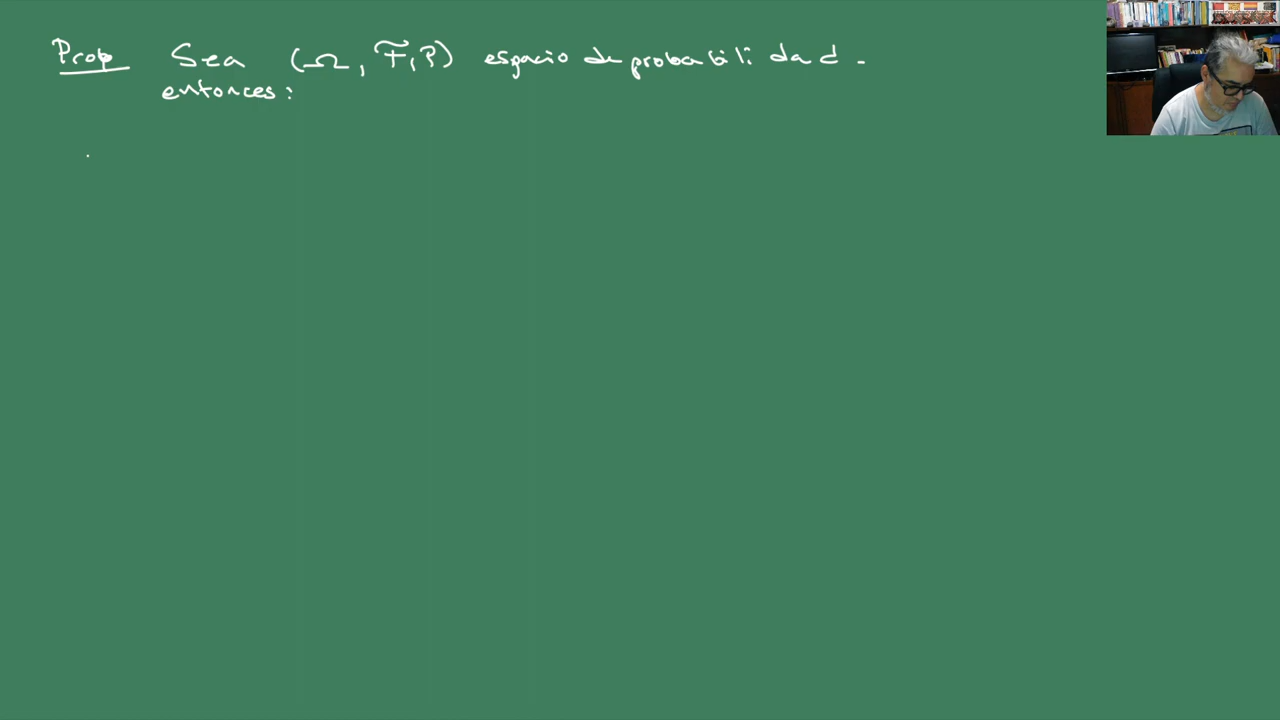 Prop Sea (Ω, F, P) espacio de probabilidad.
entonces: